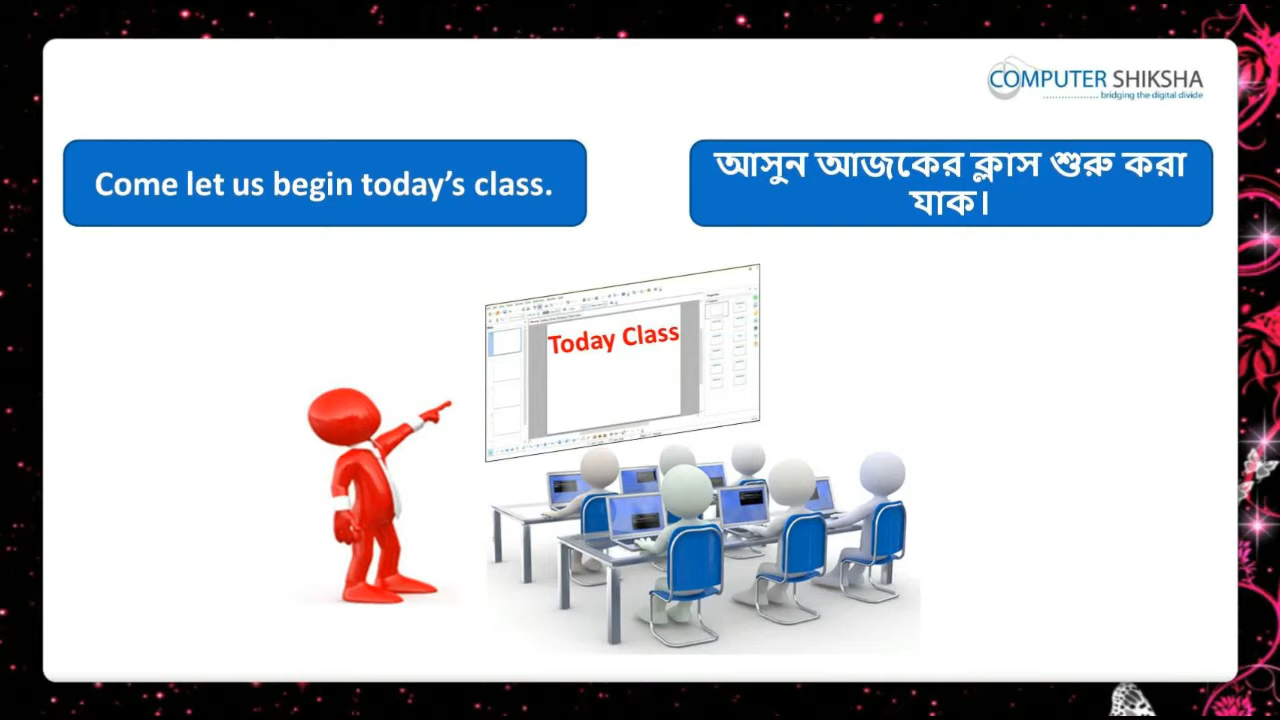 COMPUTER SHIKSHA
bridging the digital divide
Come let us begin today's class.
আসুন আজকের ক্লাস শুরু করা
যাক।
Today Class